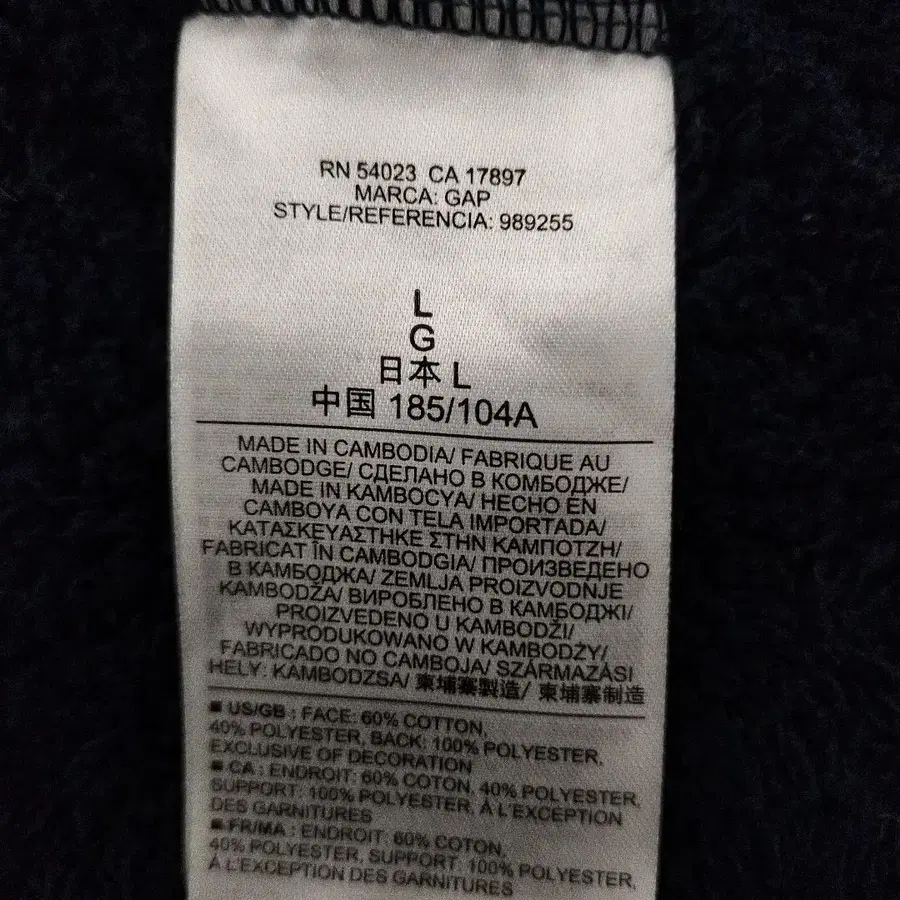 RN 54023 CA 17897
MARCA: GAP
STYLE/REFERENCIA: 989255
L
G
日本 L
中国 185/104A
MADE IN CAMBODIA/ FABRIQUE AU
CAMBODGE/ СДЕЛАНО В КОМБОДЖЕ/
MADE IN KAMBOCYA/ HECHO EN
CAMBOYA CON TELA IMPORTADA/
ΚΑΤΑΣΚΕΥΑΣΤΗΚΕ ΣΤΗΝ ΚΑΜΠΟΤΖΗ/
FABRICAT ÎN CAMBODGIA/ ПРОИЗВЕДЕНО
В КАМБОДЖА/ ZEMLJA PROIZVODNJE
KAMBODŽA/ ВИРОБЛЕНО В КАМБОДЖІ/
PROIZVEDENO U KAMBODŽI/
WYPRODUKOWANO W KAMBODŻY/
FABRICADO NO CAMBOJA/ SZÁRMAZÁSI
HELY: KAMBODZSA/ 柬埔寨製造/ 柬埔寨制造
■ US/GB : FACE: 60% COTTON,
40% POLYESTER, BACK: 100% POLYESTER,
EXCLUSIVE OF DECORATION
■ CA : ENDROIT: 60% COTON, 40% POLYESTER,
SUPPORT: 100% POLYESTER, À L'EXCEPTION
DES GARNITURES
■ FR/MA : ENDROIT: 60% COTON,
40% POLYESTER, SUPPORT: 100% POLYESTER,
À L'EXCEPTION DES GARNITURES